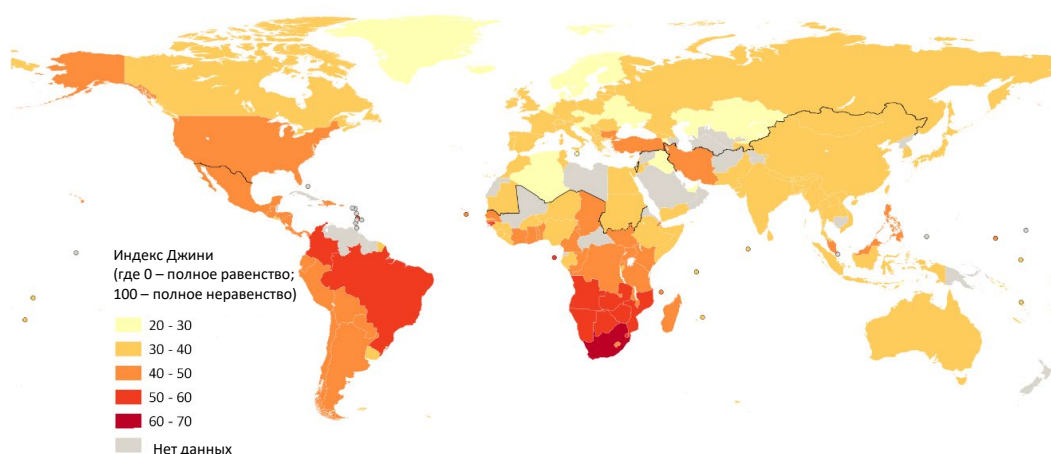 Индекс Джини
(где 0 – полное равенство;
100 – полное неравенство)
20 - 30
30 - 40
40 - 50
50 - 60
60 - 70
Нет данных